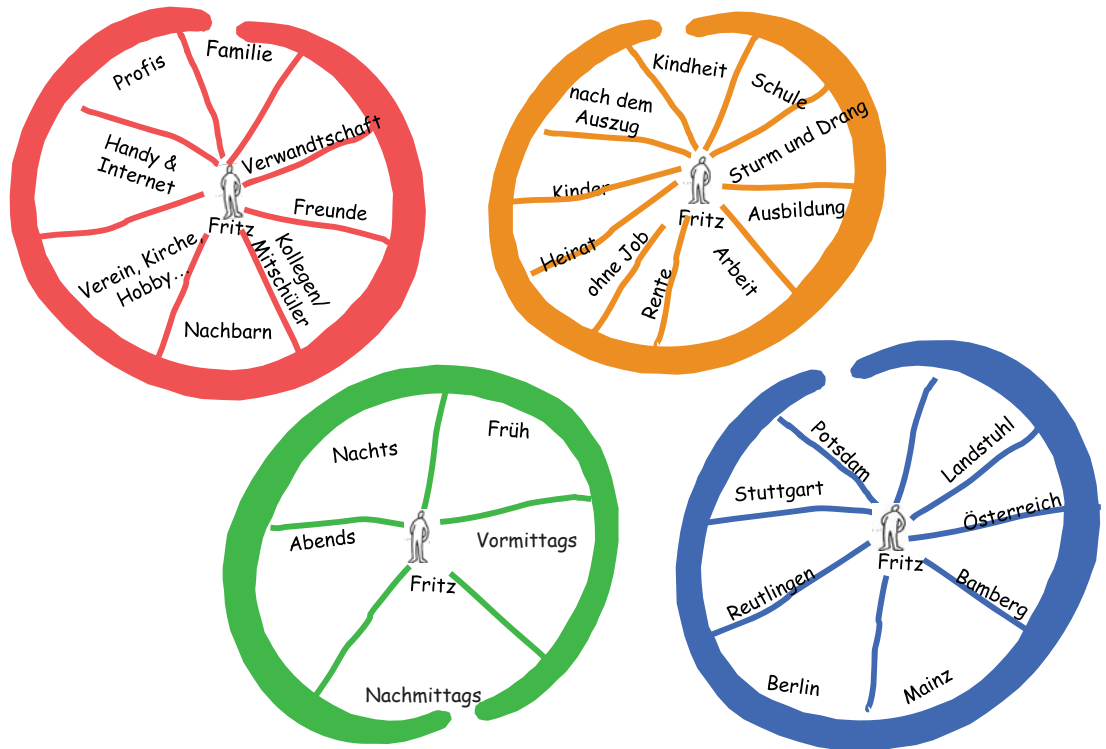 Familie
Profis
Verwandtschaft
Handy &
Internet
Freunde
Fritz
Kollegen/
Mitschüler
Verein, Kirche,
Hobby...
Nachbarn
Kindheit
Schule
nach dem
Auszug
Sturm und Drang
Kinder
Ausbildung
Fritz
Heirat
ohne Job
Rente
Arbeit
Früh
Nachts
Abends
Vormittags
Fritz
Nachmittags
Potsdam
Landstuhl
Stuttgart
Österreich
Fritz
Reutlingen
Bamberg
Berlin
Mainz